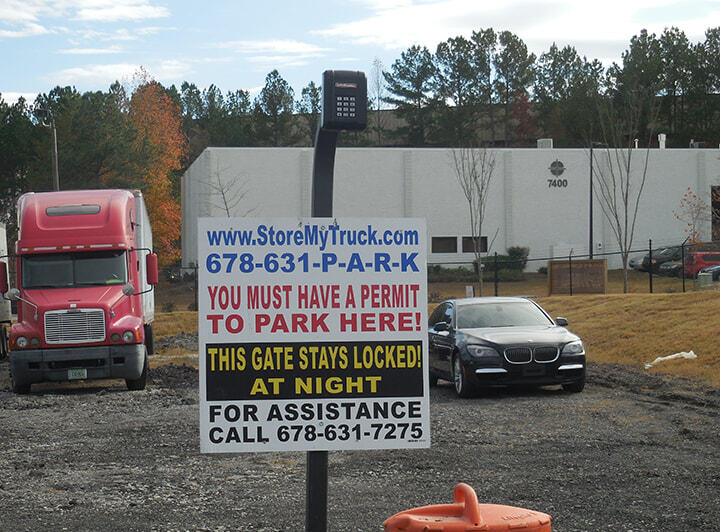 www.StoreMyTruck.com
678-631-P-A-R-K
YOU MUST HAVE A PERMIT
TO PARK HERE!
THIS GATE STAYS LOCKED!
AT NIGHT
FOR ASSISTANCE
CALL 678-631-7275
7400